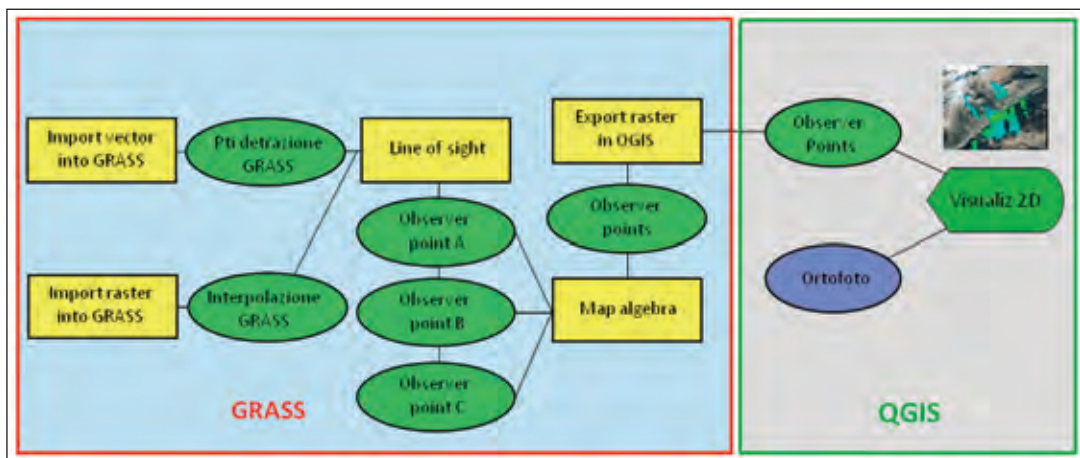 Import vector
into GRASS
Pti detrazione
GRASS
Line of sight
Export raster
in QGIS
Observer
Points
Visualiz 2D
Observer
point A
Observer
points
Import raster
into GRASS
Interpolazione
GRASS
Observer
point B
Map algebra
Ortofoto
Observer
point C
GRASS
QGIS